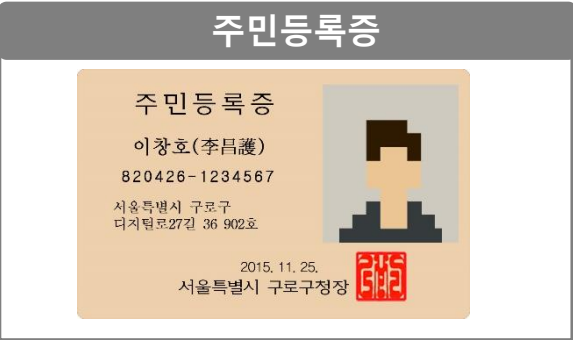 주민등록증
주민등록증
이창호(李昌護)
820426-1234567
서울특별시 구로구
디지털로27길 36 902호
2015. 11. 25.
서울특별시 구로구청장